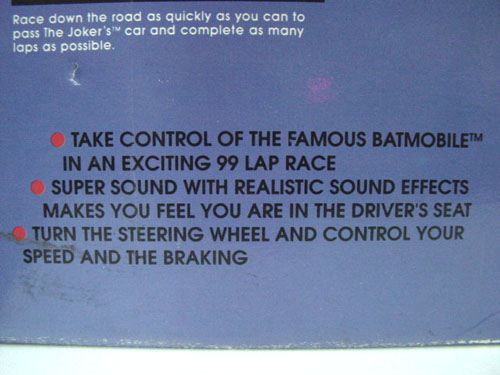 Race down the road as quickly as you can to
pass The Joker's™ car and complete as many
laps as possible.
● TAKE CONTROL OF THE FAMOUS BATMOBILE™
IN AN EXCITING 99 LAP RACE
● SUPER SOUND WITH REALISTIC SOUND EFFECTS
MAKES YOU FEEL YOU ARE IN THE DRIVER'S SEAT
● TURN THE STEERING WHEEL AND CONTROL YOUR
SPEED AND THE BRAKING